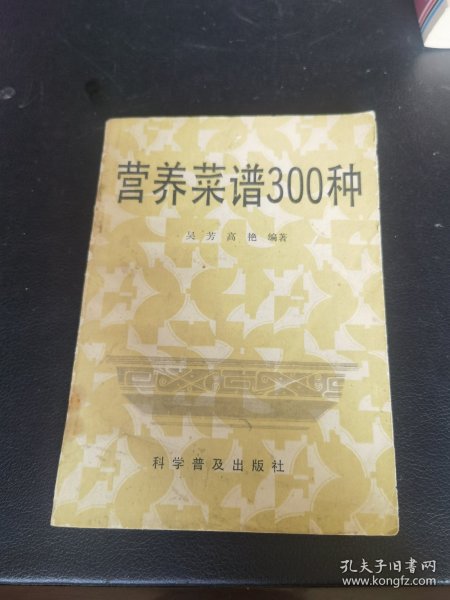 营养菜谱300种
吴芳高艳 编著
科学普及出版社
孔夫子旧书网
www.kongfz.com